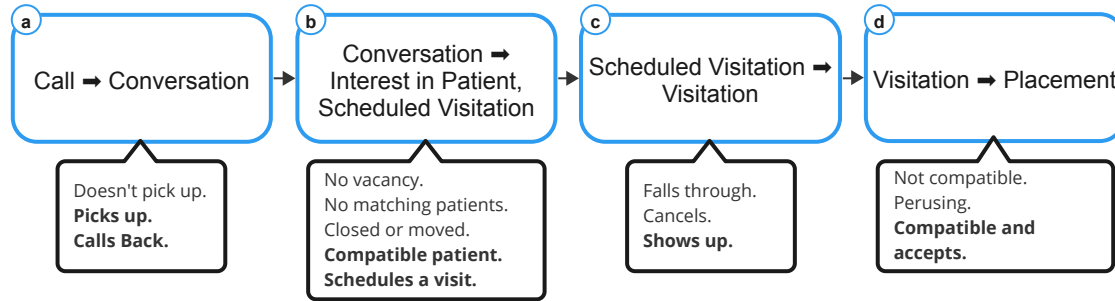 a
Call ➡ Conversation
Doesn't pick up.
Picks up.
Calls Back.
b
Conversation ➡
Interest in Patient,
Scheduled Visitation
No vacancy.
No matching patients.
Closed or moved.
Compatible patient.
Schedules a visit.
c
Scheduled Visitation ➡
Visitation
Falls through.
Cancels.
Shows up.
d
Visitation ➡ Placement
Not compatible.
Perusing.
Compatible and
accepts.